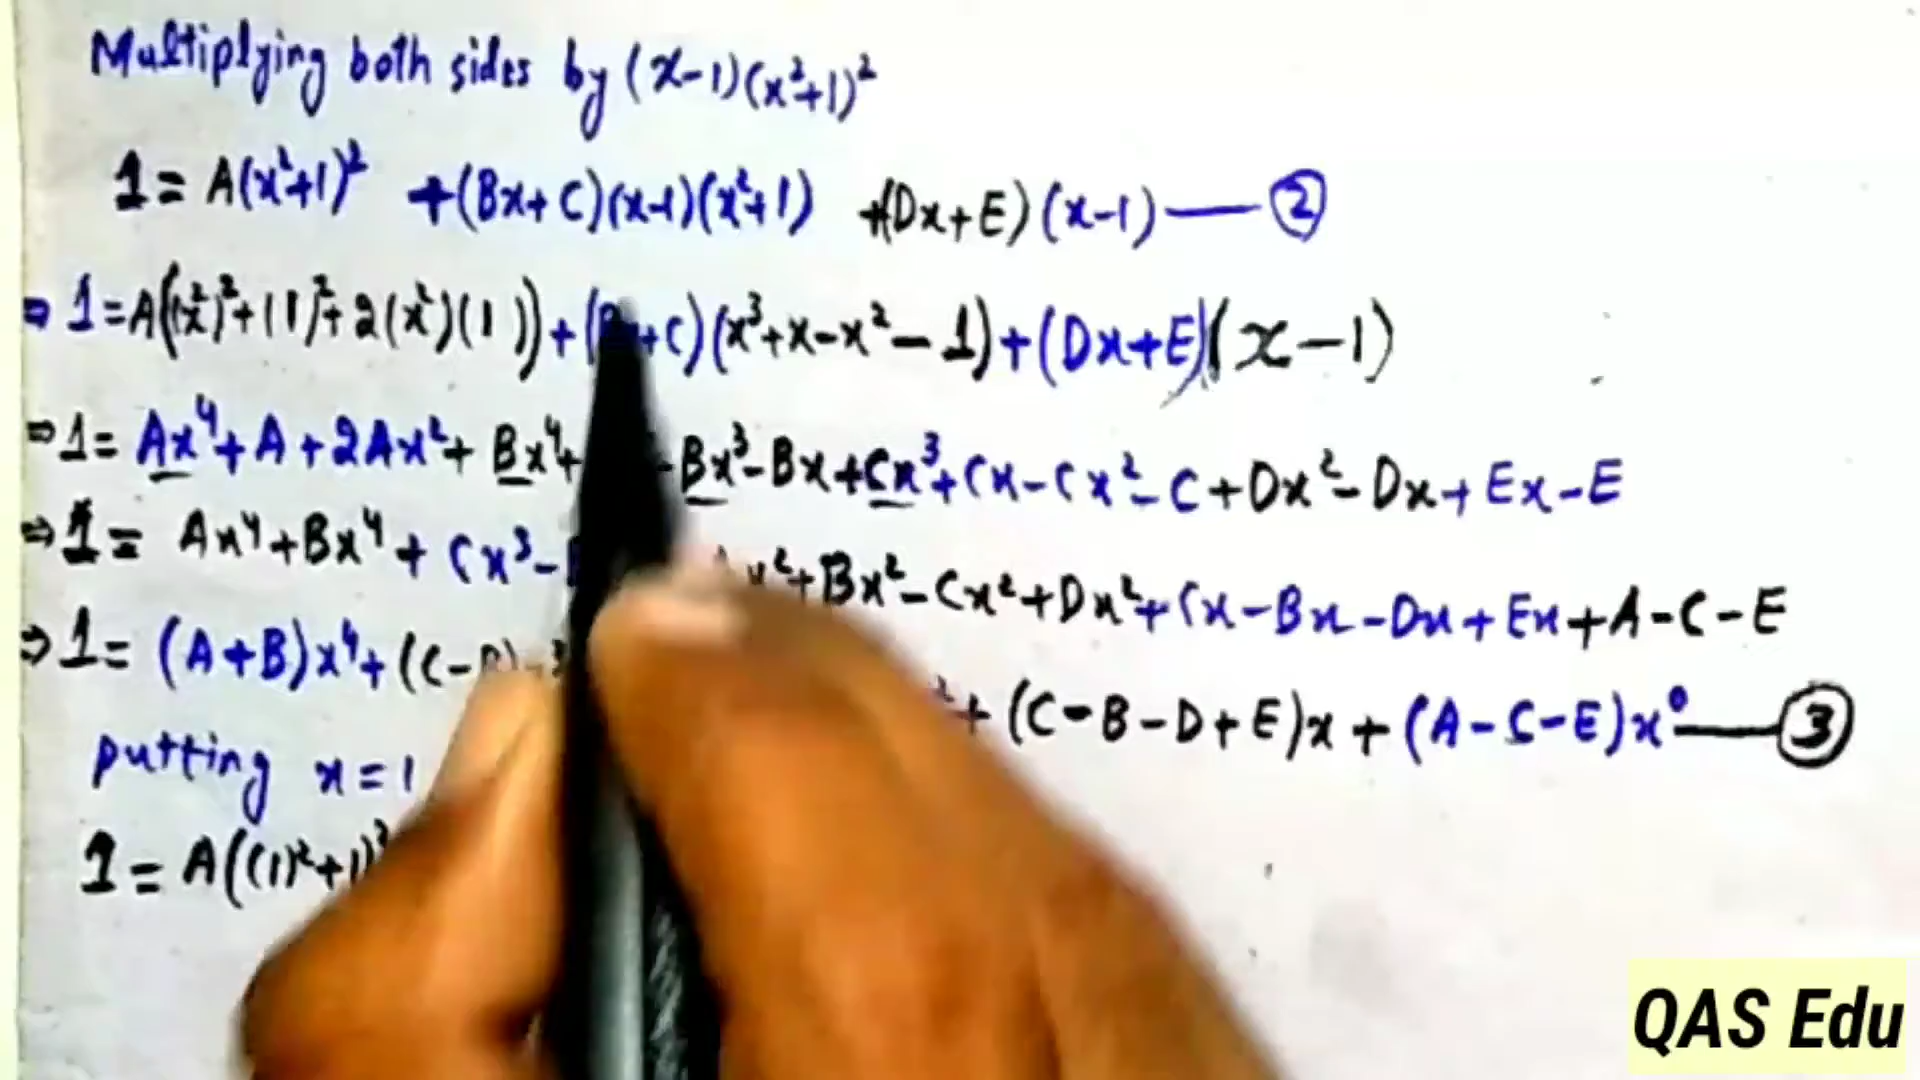 Multiplying both sides by (x-1)(x²+1)²
1 = A(x²+1)² +(Bx+C)(x-1)(x²+1) +(Dx+E)(x-1) — ②
⇒ 1=A((x²)²+(1)²+2(x²)(1))+( +C)(x³+x-x²-1)+(Dx+E)(x-1)
⇒ 1= Ax⁴+A+2Ax²+Bx⁴+ -Bx³-Bx+Cx³+Cx-Cx²-C+Dx²-Dx+Ex-E
⇒ 1= Ax⁴+Bx⁴+Cx³- x²+Bx²-Cx²+Dx²+Cx-Bx-Dx+Ex+A-C-E
⇒ 1= (A+B)x⁴+(C- +(C-B-D+E)x+(A-C-E)x⁰ — ③
putting x=1
1=A((1)²+1)
QAS Edu